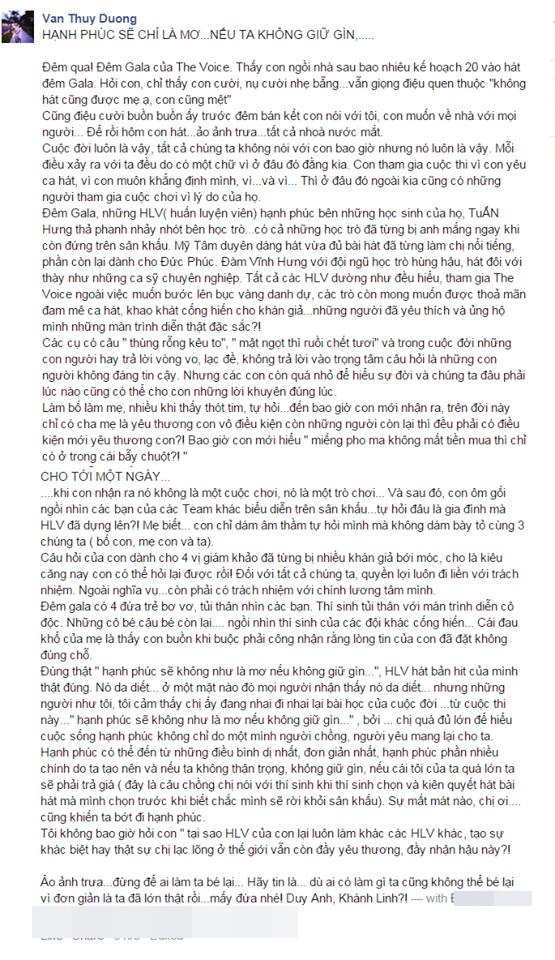 Van Thuy Duong
HẠNH PHÚC SẼ CHỈ LÀ MƠ...NẾU TA KHÔNG GIỮ GÌN,.....
Đêm qua! Đêm Gala của The Voice. Thấy con ngồi nhà sau bao nhiêu kế hoạch 20 vào hát
đêm Gala. Hỏi con, chỉ thấy con cười, nụ cười nhẹ bẫng...vẫn giọng điệu quen thuộc "không
hát cũng được mẹ ạ, con cũng mệt"
Cũng điệu cười buồn buồn ấy trước đêm bán kết con nói với tôi, con muốn về nhà với mọi
người... Để rồi hôm con hát...ảo ảnh trưa...tất cả nhoà nước mắt.
Cuộc đời luôn là vậy, tất cả chúng ta không nói với con bao giờ nhưng nó luôn là vậy. Mỗi
điều xảy ra với ta đều do có một chữ vì ở đâu đó đằng kia. Con tham gia cuộc thi vì con yêu
ca hát, vì con muốn khẳng định mình, vì...và vì... Thì ở đâu đó ngoài kia cũng có những
người tham gia cuộc chơi vì lý do của họ.
Đêm Gala, những HLV( huấn luyện viên) hạnh phúc bên những học sinh của họ, TuẤN
Hưng thả phanh nhảy nhót bên học trò...có cả những học trò đã từng bị anh mắng ngay khi
còn đứng trên sân khấu. Mỹ Tâm duyên dáng hát vừa đủ bài hát đã từng làm chị nổi tiếng,
phần còn lại dành cho Đức Phúc. Đàm Vĩnh Hưng với đội ngũ học trò hùng hậu, hát đôi với
thày như những ca sỹ chuyên nghiệp. Tất cả các HLV dường như đều hiểu, tham gia The
Voice ngoài việc muốn bước lên bục vàng danh dự, các trò còn mong muốn được thoả mãn
đam mê ca hát, khao khát cống hiến cho khán giả...những người đã yêu thích và ủng hộ
mình những màn trình diễn thật đặc sắc?!
Các cụ có câu " thùng rỗng kêu to", " mật ngọt thì ruồi chết tươi" và trong cuộc đời những
con người hay trả lời vòng vo, lạc đề, không trả lời vào trọng tâm câu hỏi là những con
người không đáng tin cậy. Nhưng các con còn quá nhỏ để hiểu sự đời và chúng ta đâu phải
lúc nào cũng có thể cho con những lời khuyên đúng lúc.
Làm bố làm mẹ, nhiều khi thấy thót tim, tự hỏi...đến bao giờ con mới nhận ra, trên đời này
chỉ có cha mẹ là yêu thương con vô điều kiện còn những người còn lại thì đều phải có điều
kiện mới yêu thương con?! Bao giờ con mới hiểu " miếng pho ma không mất tiền mua thì chỉ
có ở trong cái bẫy chuột?! "
CHO TỚI MỘT NGÀY...
....khi con nhận ra nó không là một cuộc chơi, nó là một trò chơi... Và sau đó, con ôm gối
ngồi nhìn các bạn của các Team khác biểu diễn trên sân khấu...tự hỏi đâu là gia đình mà
HLV đã dựng lên?! Mẹ biết... con chỉ dám âm thầm tự hỏi mình mà không dám bày tỏ cùng 3
chúng ta ( bố con, mẹ con và ta).
Câu hỏi của con dành cho 4 vị giám khảo đã từng bị nhiều khán giả bới móc, cho là kiêu
căng nay con có thể hỏi lại được rồi! Đối với tất cả chúng ta, quyền lợi luôn đi liền với trách
nhiệm. Ngoài nghĩa vụ...còn phải có trách nhiệm với chính lương tâm mình.
Đêm gala có 4 đứa trẻ bơ vơ, tủi thân nhìn các bạn. Thí sinh tủi thân với màn trình diễn cô
độc. Những cô bé cậu bé còn lại.... ngồi nhìn thí sinh của các đội khác cống hiến... Cái đau
khổ của mẹ là thấy con buồn khi buộc phải công nhận rằng lòng tin của con đã đặt không
đúng chỗ.
Đúng thật " hạnh phúc sẽ không như là mơ nếu không giữ gìn...", HLV hát bản hit của mình
thật đúng. Nó da diết... ở một mặt nào đó mọi người nhận thấy nó da diết... nhưng những
người như tôi, tôi cảm thấy chị ấy đang nhai đi nhai lại bài học của cuộc đời ...từ cuộc thi
này..." hạnh phúc sẽ không như là mơ nếu không giữ gìn..." , bởi ... chị quá đủ lớn để hiểu
cuộc sống hạnh phúc không chỉ do một mình người chồng, người yêu mang lại cho ta.
Hạnh phúc có thể đến từ những điều bình dị nhất, đơn giản nhất, hạnh phúc phần nhiều
chính do ta tạo nên và nếu ta không thận trọng, không giữ gìn, nếu cái tôi của ta quá lớn ta
sẽ phải trả giá ( đây là câu chồng chị nói với thí sinh khi thí sinh chọn và kiên quyết hát bài
hát mà mình chọn trước khi biết chắc mình sẽ rời khỏi sân khấu). Sự mất mát nào, chị ơi....
cũng khiến ta bớt đi hạnh phúc.
Tôi không bao giờ hỏi con " tại sao HLV của con lại luôn làm khác các HLV khác, tạo sự
khác biệt hay thật sự chị lạc lõng ở thế giới vẫn còn đầy yêu thương, đầy nhận hậu này?!
Ảo ảnh trưa...đừng để ai làm ta bé lại... Hãy tin là... dù ai có làm gì ta cũng không thể bé lại
vì đơn giản là ta đã lớn thật rồi...mấy đứa nhé! Duy Anh, Khánh Linh?! — with